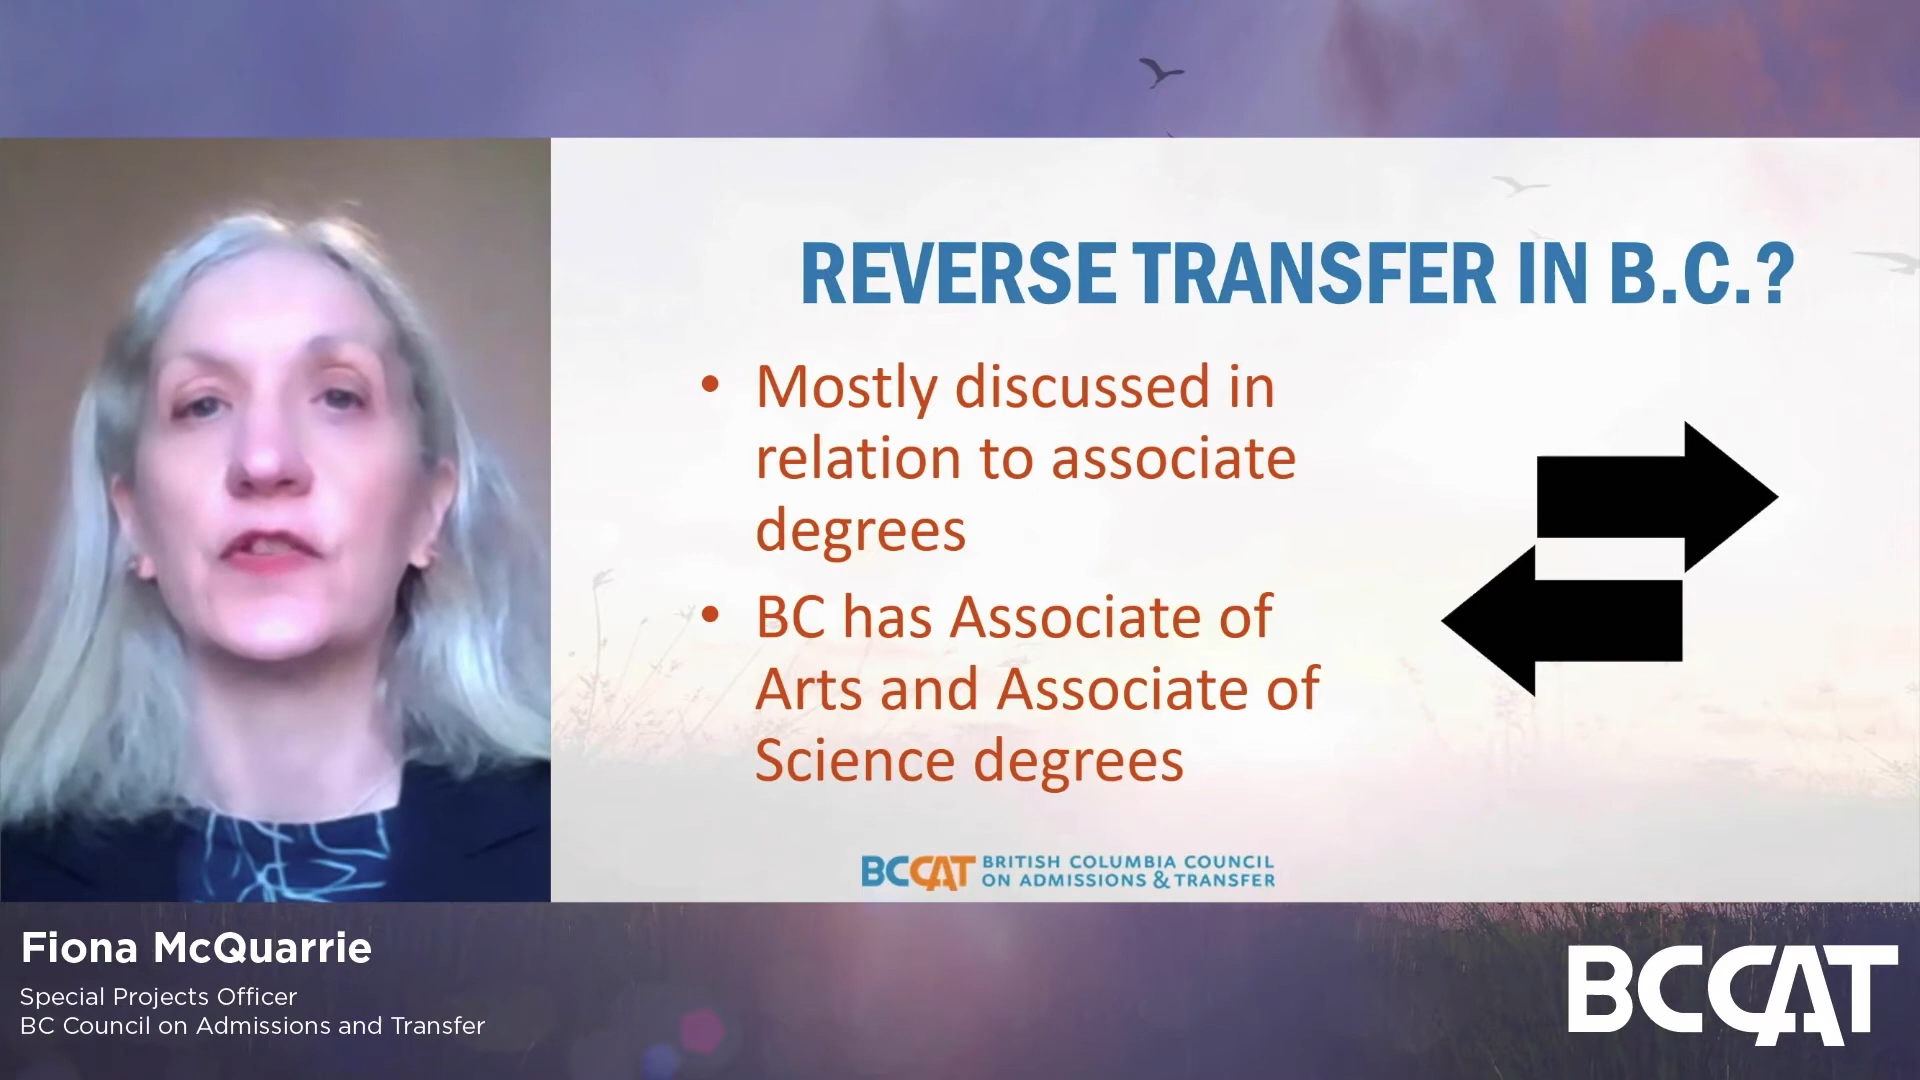 REVERSE TRANSFER IN B.C.?
• Mostly discussed in
relation to associate
degrees
• BC has Associate of
Arts and Associate of
Science degrees
BCCAT BRITISH COLUMBIA COUNCIL
ON ADMISSIONS & TRANSFER
Fiona McQuarrie
Special Projects Officer
BC Council on Admissions and Transfer
BCCAT